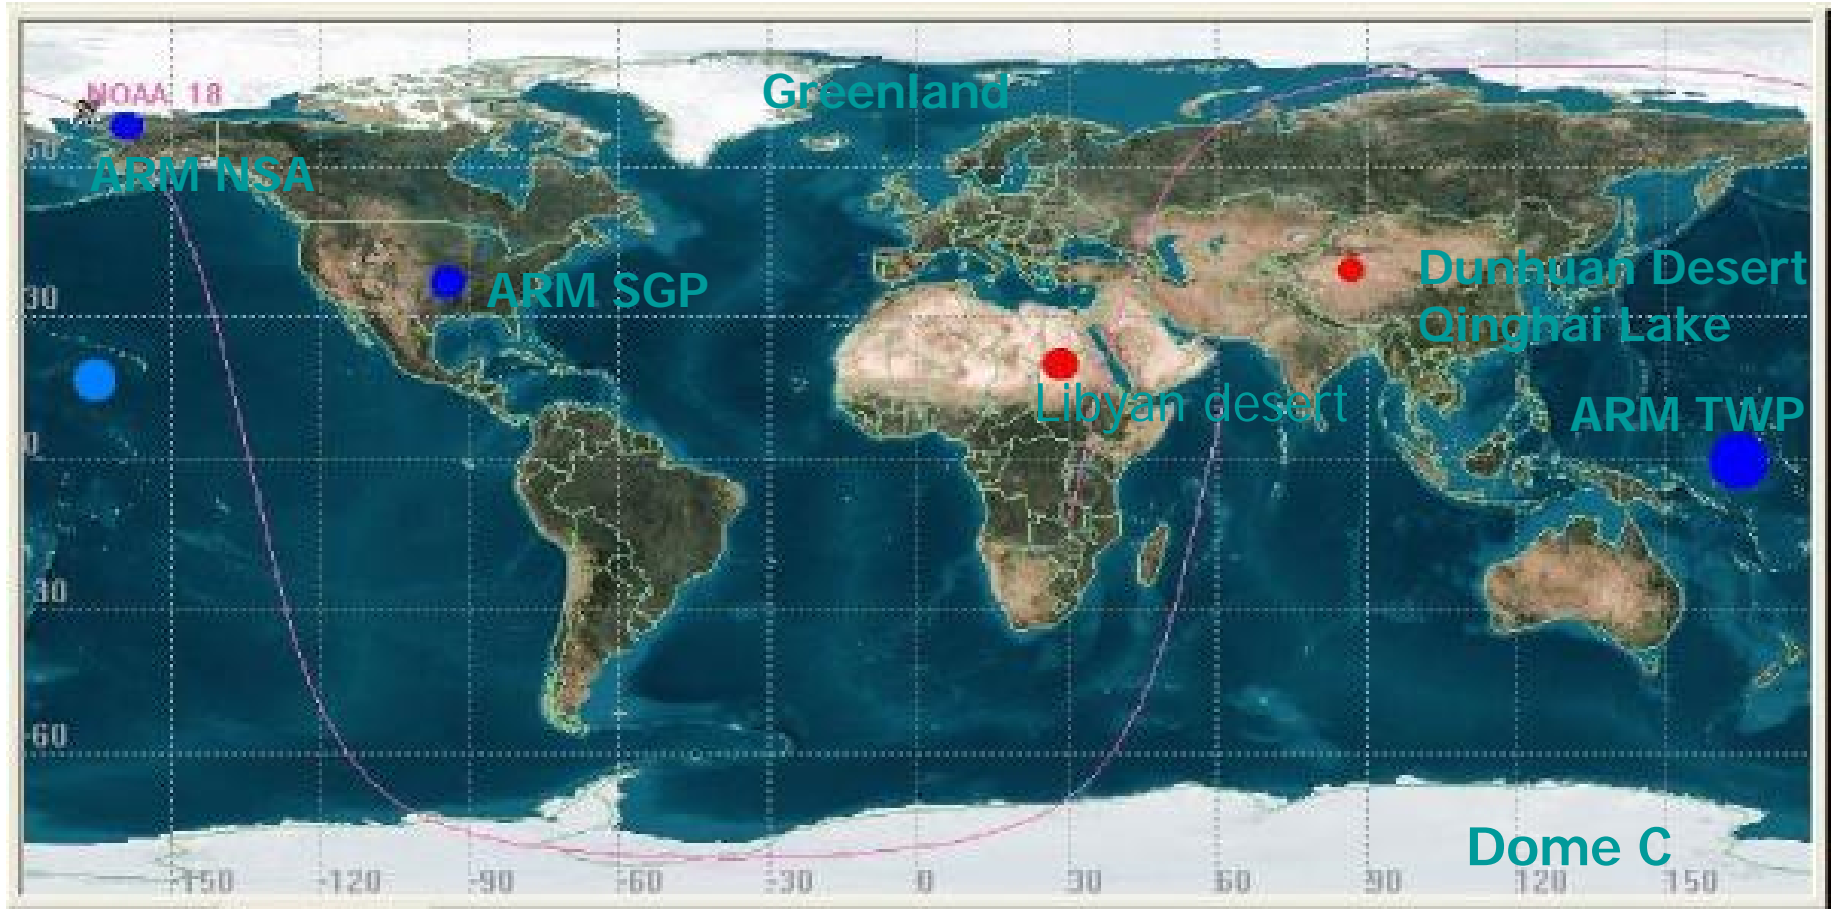 Greenland
NOAA 18
ARM NSA
60
Dunhuan Desert
ARM SGP
30
Qinghai Lake
Libyan desert
ARM TWP
0
-30
-60
Dome C
-150 -120 -90 -60 -30 0 30 60 90 120 150